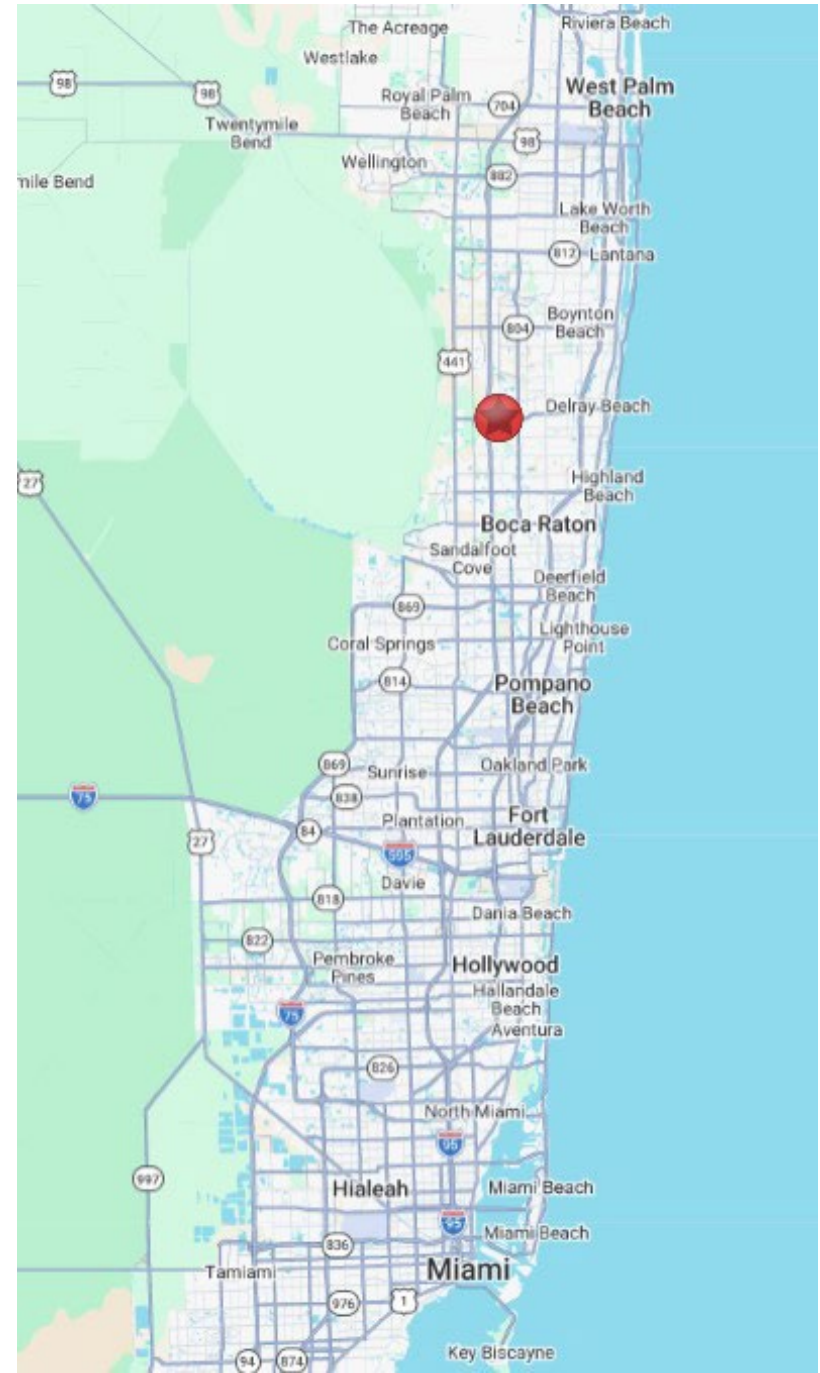 Riviera Beach
The Acreage
Westlake
98
98
Royal Palm
Beach
704
West Palm
Beach
Twentymile
Bend
98
Wellington
882
mile Bend
Lake Worth
Beach
812
Lantana
Boynton
Beach
804
441
Delray Beach
27
Highland
Beach
Boca Raton
Sandalfoot
Cove
Deerfield
Beach
869
Lighthouse
Point
Coral Springs
814
Pompano
Beach
869
Sunrise
Oakland Park
75
838
Plantation
Fort
Lauderdale
84
27
595
Davie
818
Dania Beach
822
Pembroke
Pines
Hollywood
Hallandale
Beach
75
Aventura
826
North Miami
95
997
Hialeah
Miami Beach
95
Miami Beach
836
Tamiami
Miami
976
1
Key Biscayne
94
874